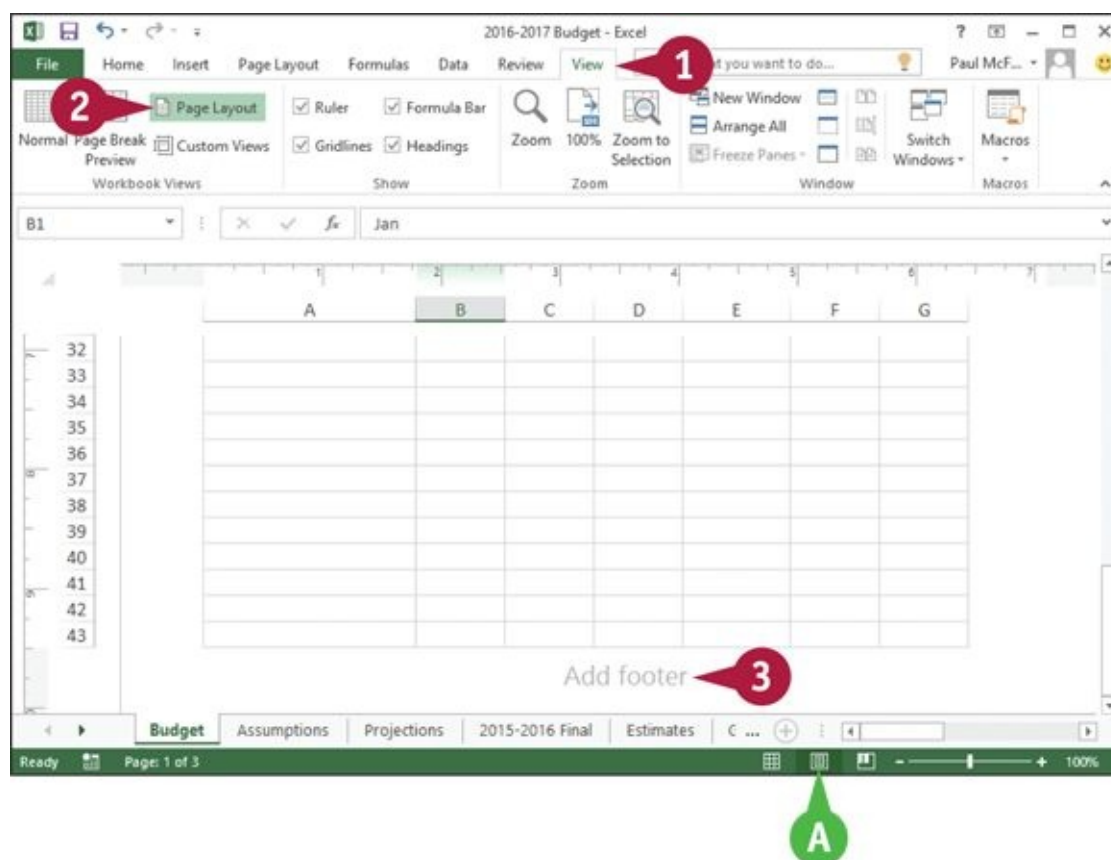 2016-2017 Budget - Excel ?
File Home Insert Page Layout Formulas Data Review View 1 t you want to do... Paul McF...
2 Page Layout Ruler Formula Bar New Window
Normal Page Break Preview Custom Views Gridlines Headings Zoom 100% Zoom to Selection Arrange All Freeze Panes Switch Windows Macros
Workbook Views Show Zoom Window Macros
B1 fx Jan
1 2 3 4 5 6 7
A B C D E F G
7 32
33
34
35
36
8 37
38
39
40
9 41
42
43
Add footer 3
Budget Assumptions Projections 2015-2016 Final Estimates C ...
Ready Page: 1 of 3 - + 100%
A